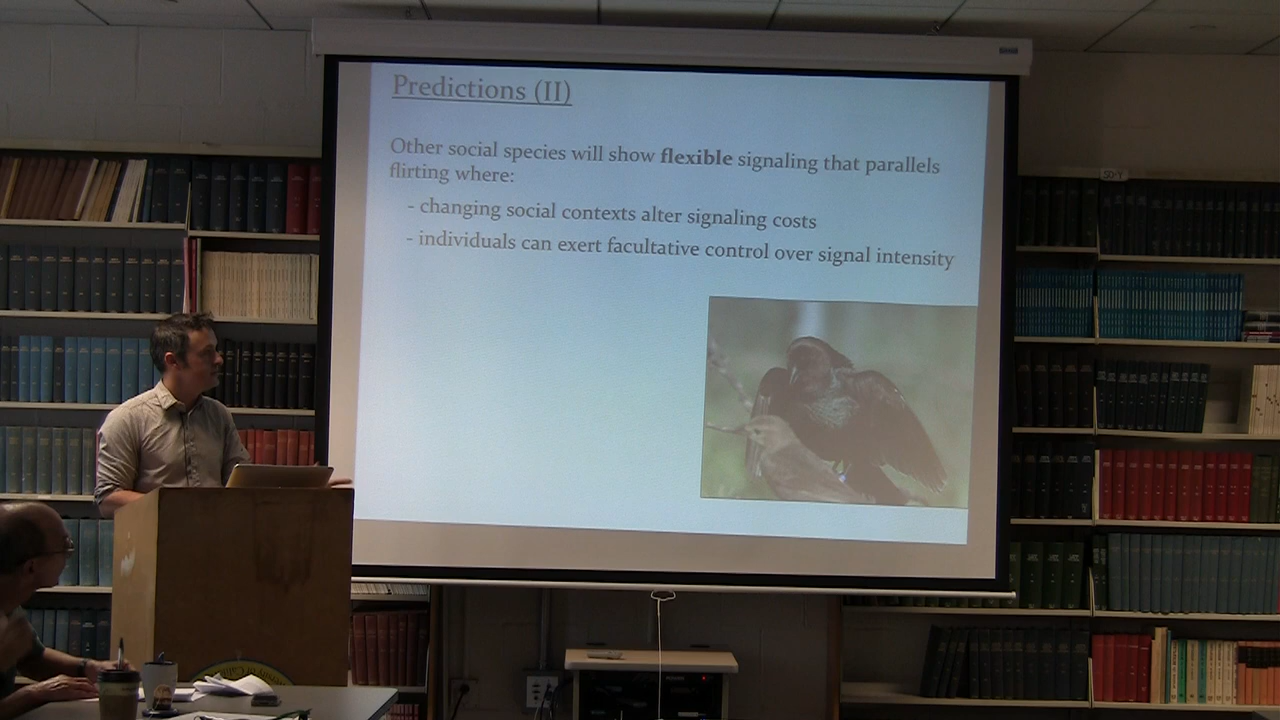 Predictions (II)
Other social species will show flexible signaling that parallels
flirting where:
- changing social contexts alter signaling costs
- individuals can exert facultative control over signal intensity